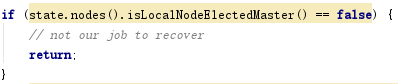 if (state.nodes().isLocalNodeElectedMaster() == false) {
// not our job to recover
return;
}